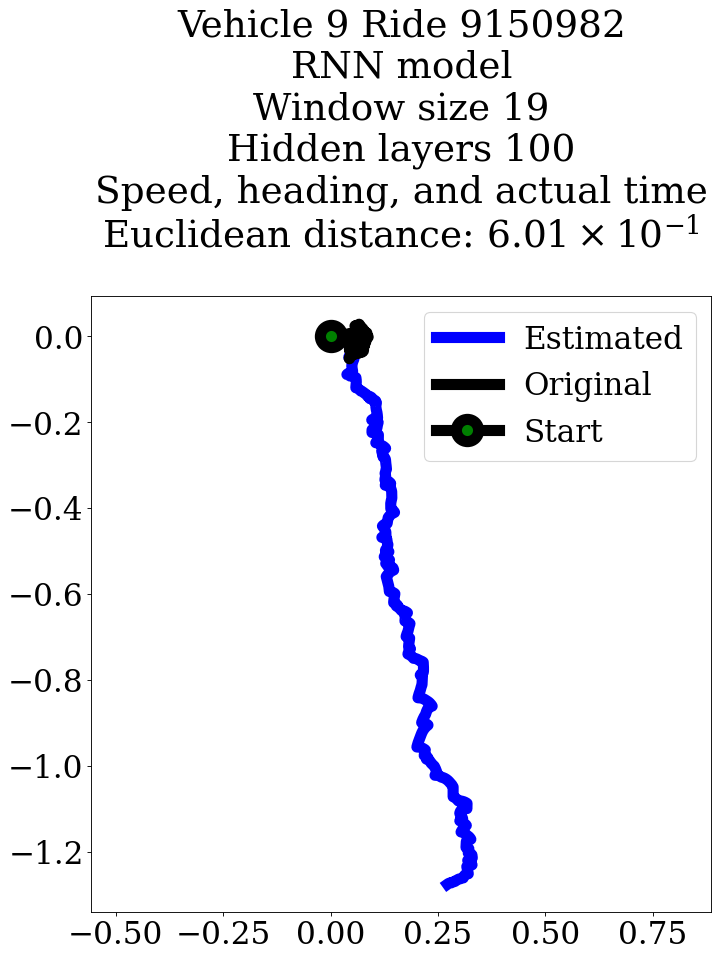 Vehicle 9 Ride 9150982
RNN model
Window size 19
Hidden layers 100
Speed, heading, and actual time
Euclidean distance: 6.01 × 10⁻¹
Estimated
Original
Start
0.0
−0.2
−0.4
−0.6
−0.8
−1.0
−1.2
−0.50 −0.25 0.00 0.25 0.50 0.75